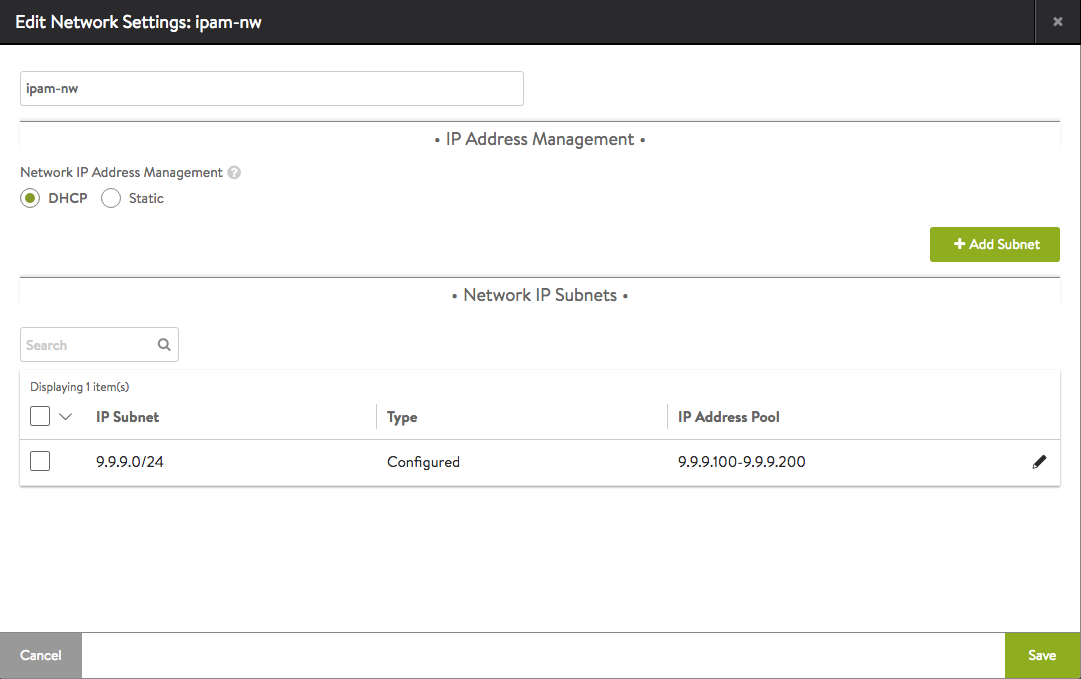 Edit Network Settings: ipam-nw
ipam-nw
• IP Address Management •
Network IP Address Management ?
DHCP Static
+ Add Subnet
• Network IP Subnets •
Search
Displaying 1 item(s)
IP Subnet Type IP Address Pool
9.9.9.0/24 Configured 9.9.9.100-9.9.9.200
Cancel Save